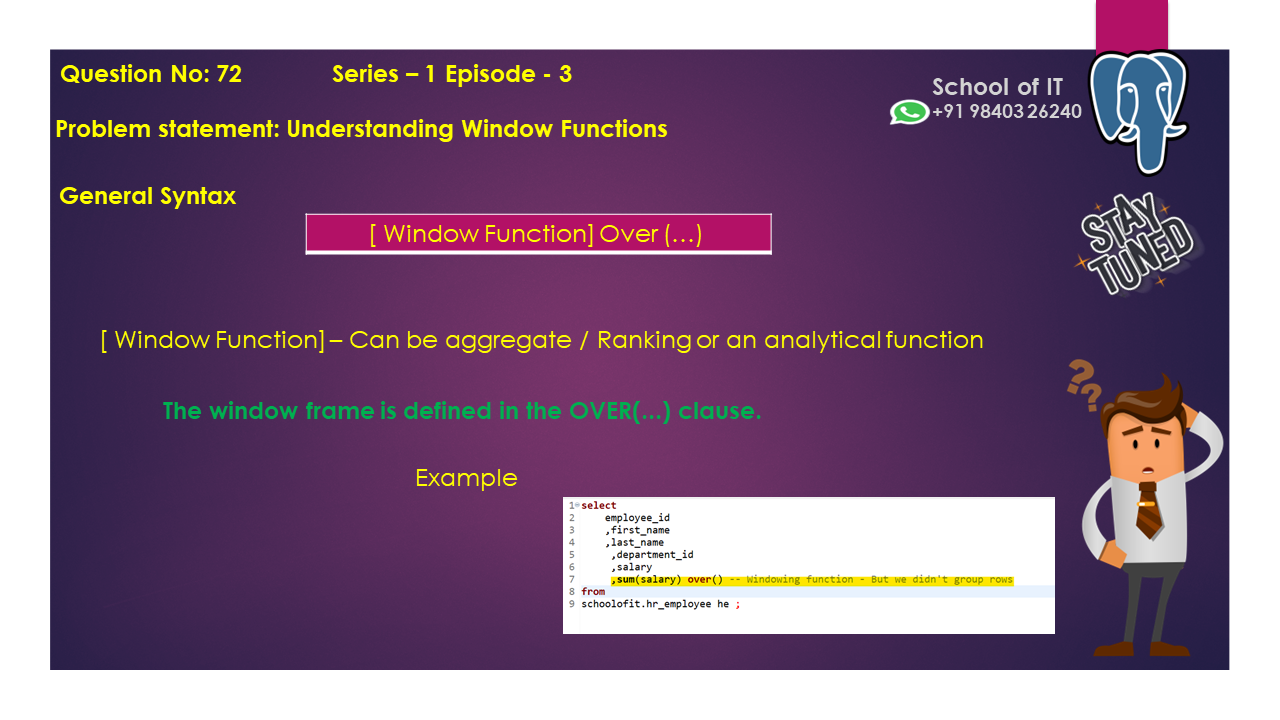 Question No: 72 Series – 1 Episode - 3
School of IT
+91 98403 26240
Problem statement: Understanding Window Functions
General Syntax
[ Window Function] Over (…)
STAY
TUNED
[ Window Function] – Can be aggregate / Ranking or an analytical function
??
The window frame is defined in the OVER(...) clause.
Example
1 select
2 employee_id
3 ,first_name
4 ,last_name
5 ,department_id
6 ,salary
7 ,sum(salary) over() -- Windowing function - But we didn't group rows
8 from
9 schoolofit.hr_employee he ;